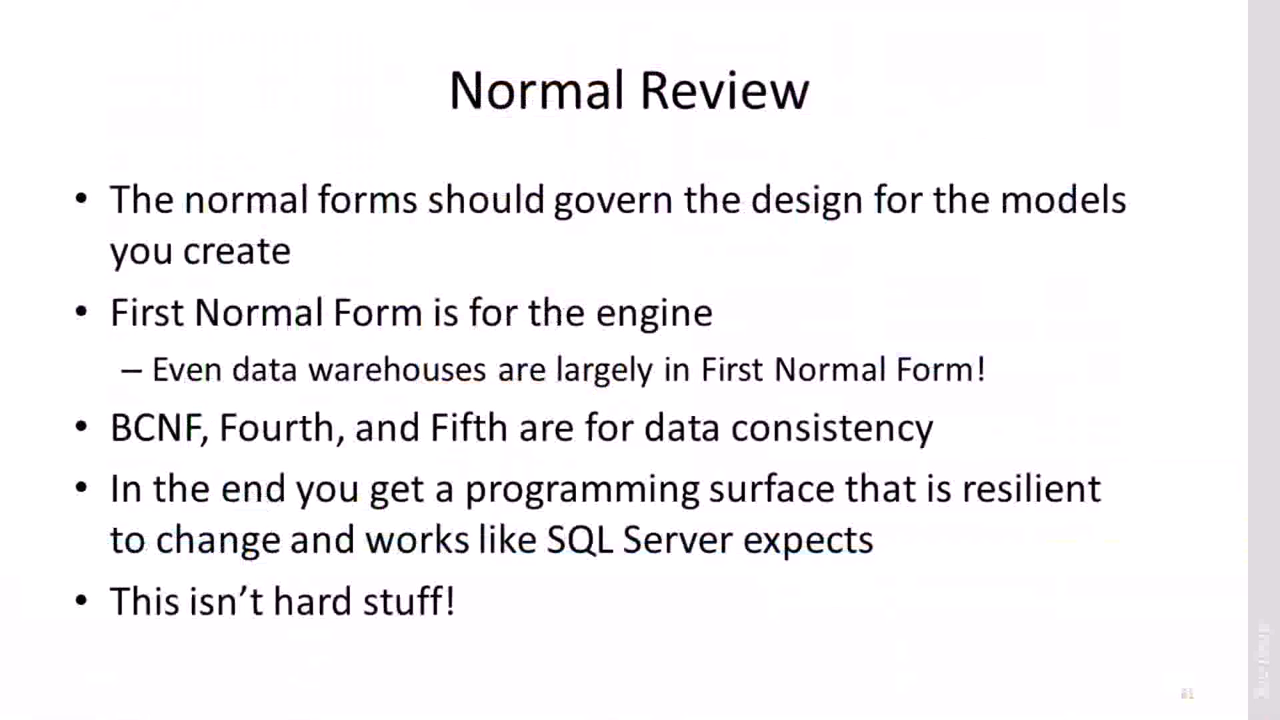 Normal Review
• The normal forms should govern the design for the models
you create
• First Normal Form is for the engine
– Even data warehouses are largely in First Normal Form!
• BCNF, Fourth, and Fifth are for data consistency
• In the end you get a programming surface that is resilient
to change and works like SQL Server expects
• This isn’t hard stuff!